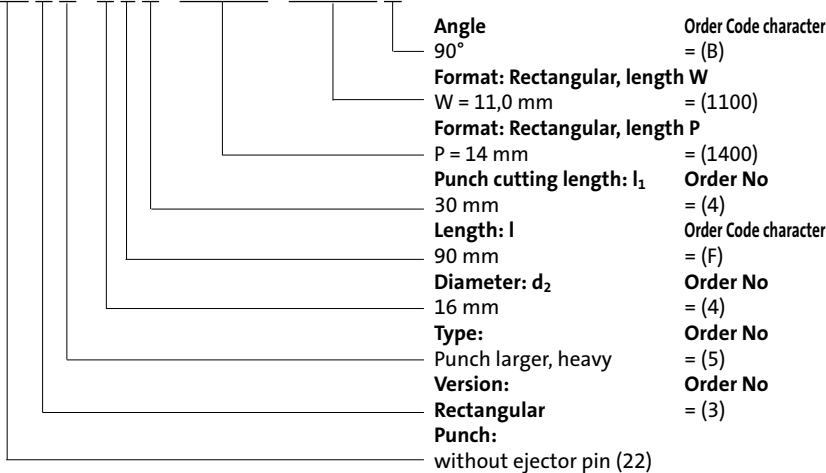 Angle Order Code character
90° = (B)
Format: Rectangular, length W
W = 11,0 mm = (1100)
Format: Rectangular, length P
P = 14 mm = (1400)
Punch cutting length: l₁ Order No
30 mm = (4)
Length: l Order Code character
90 mm = (F)
Diameter: d₂ Order No
16 mm = (4)
Type: Order No
Punch larger, heavy = (5)
Version: Order No
Rectangular = (3)
Punch:
without ejector pin (22)